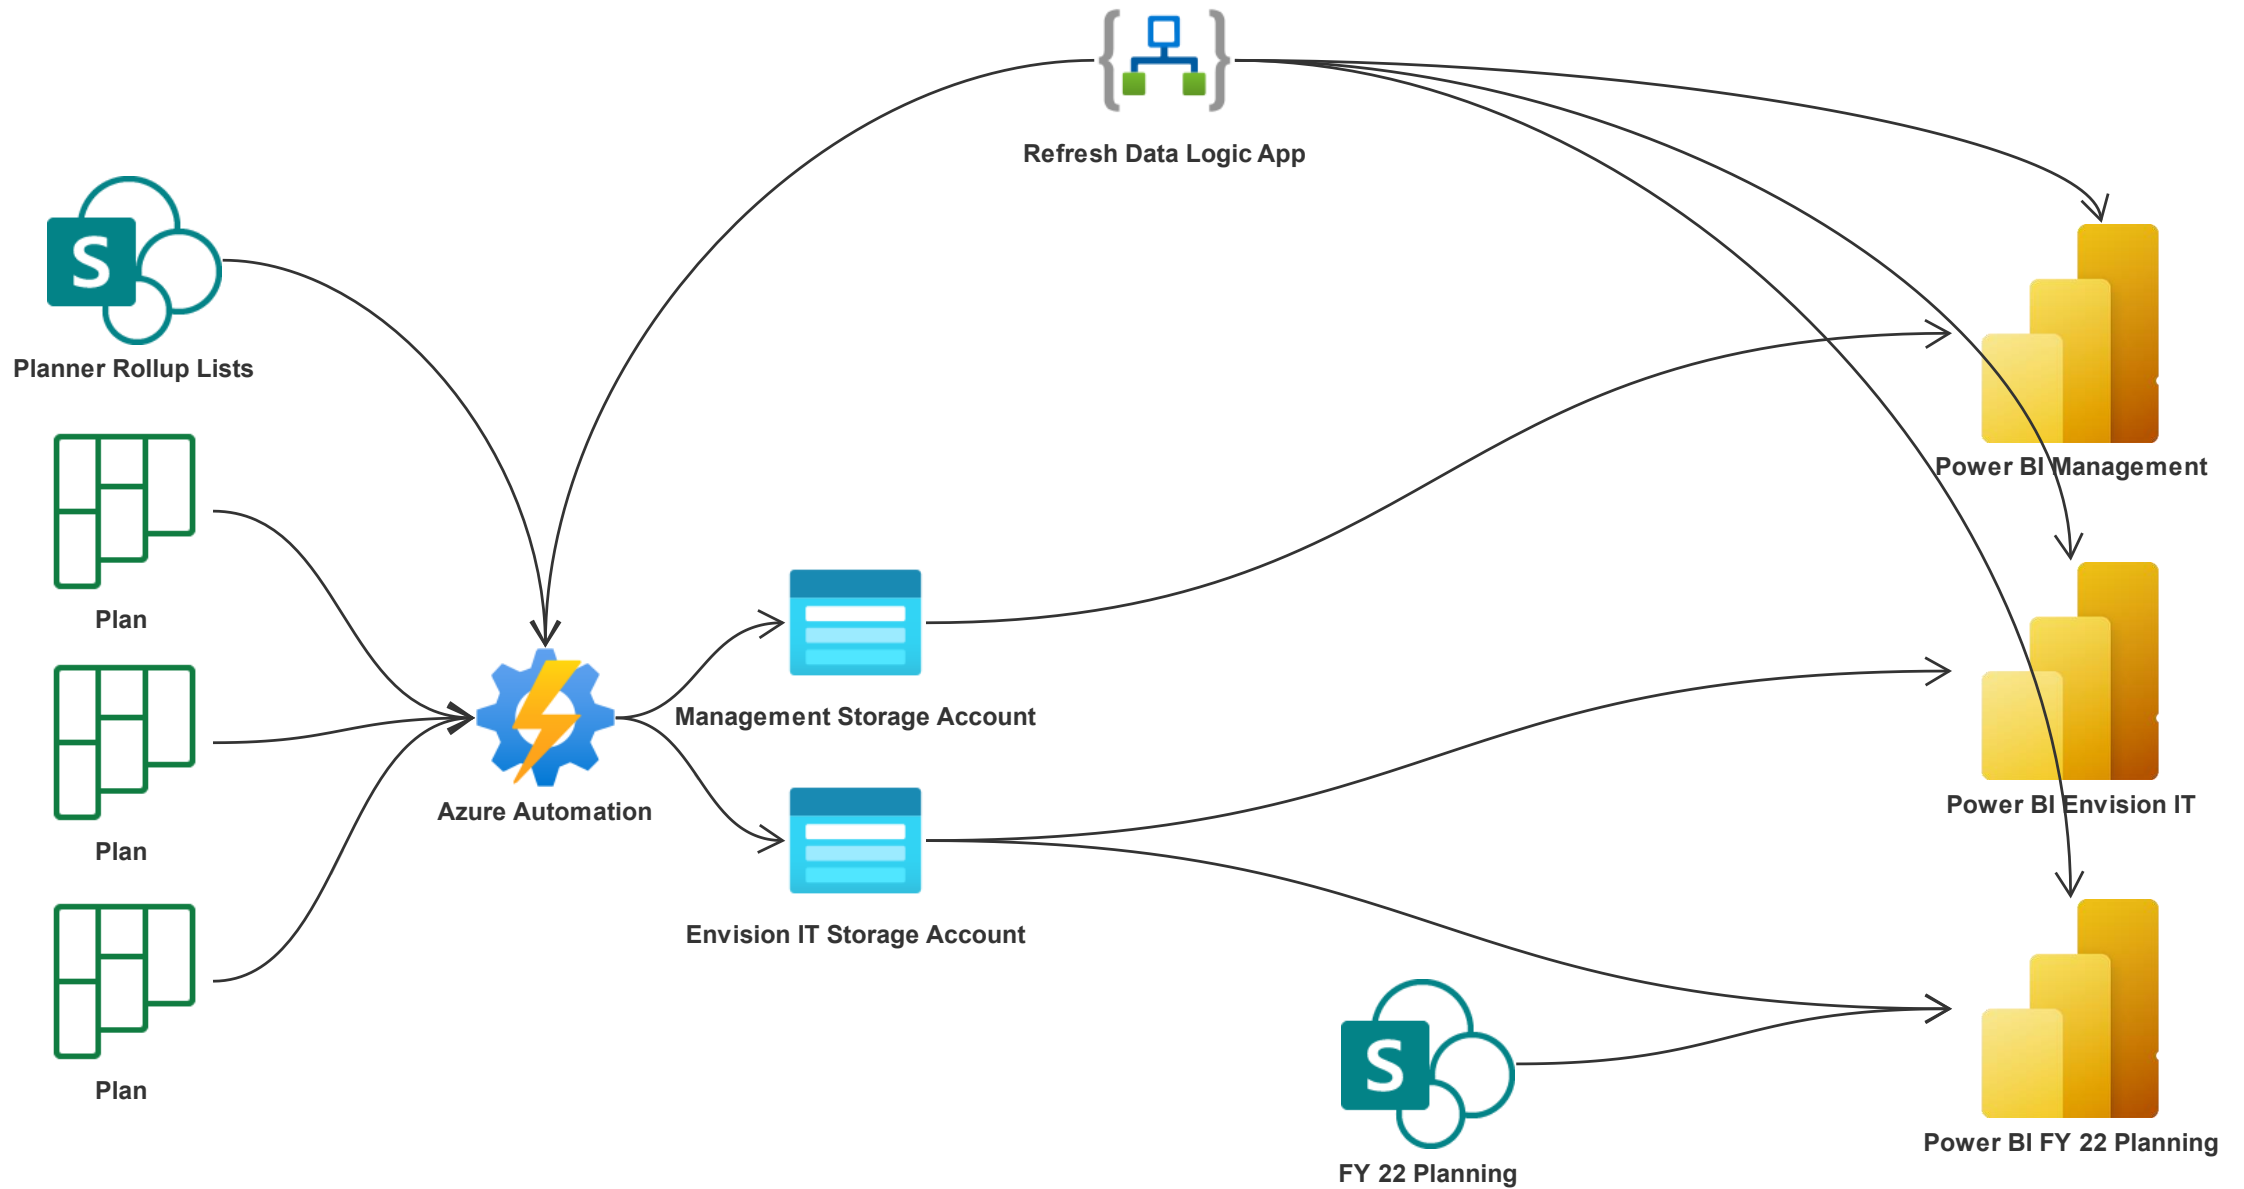 Refresh Data Logic App
S
Planner Rollup Lists
Power BI Management
Plan
Management Storage Account
Azure Automation
Power BI Envision IT
Plan
Envision IT Storage Account
S
Plan
Power BI FY 22 Planning
FY 22 Planning